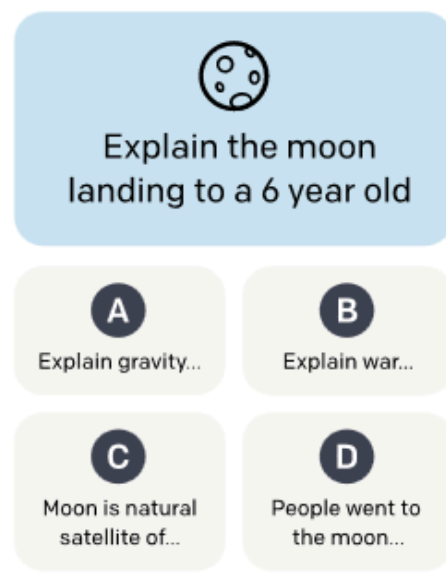 Explain the moon
landing to a 6 year old
A
Explain gravity...
B
Explain war...
C
Moon is natural
satellite of...
D
People went to
the moon...